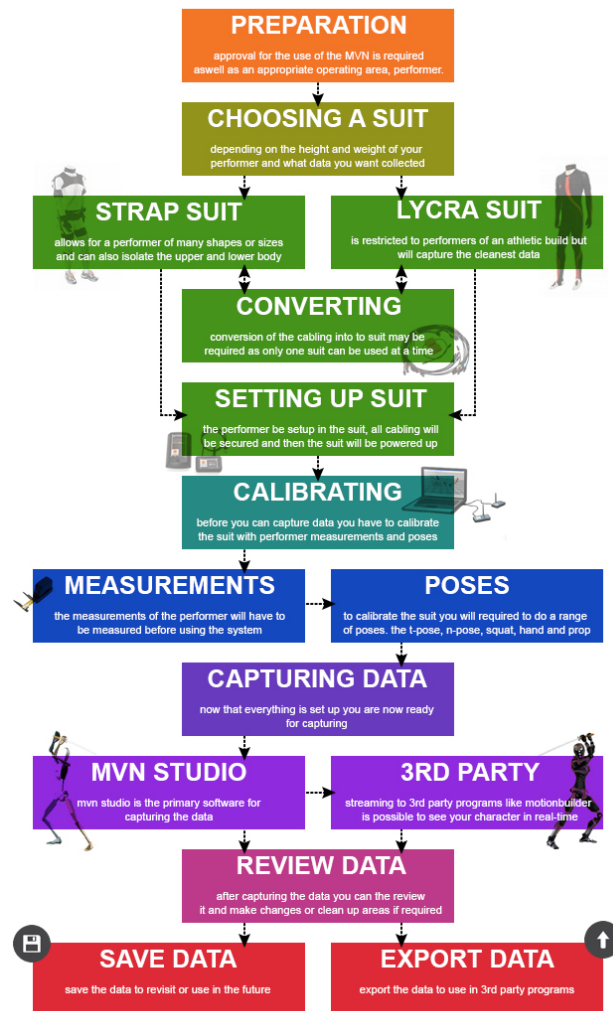 PREPARATION
approval for the use of the MVN is required
aswell as an appropriate operating area, performer.
CHOOSING A SUIT
depending on the height and weight of your
performer and what data you want collected
STRAP SUIT
allows for a performer of many shapes or sizes
and can also isolate the upper and lower body
LYCRA SUIT
is restricted to performers of an athletic build but
will capture the cleanest data
CONVERTING
conversion of the cabling into to suit may be
required as only one suit can be used at a time
SETTING UP SUIT
the performer be setup in the suit, all cabling will
be secured and then the suit will be powered up
CALIBRATING
before you can capture data you have to calibrate
the suit with performer measurements and poses
MEASUREMENTS
the measurements of the performer will have to
be measured before using the system
POSES
to calibrate the suit you will required to do a range
of poses. the t-pose, n-pose, squat, hand and prop
CAPTURING DATA
now that everything is set up you are now ready
for capturing
MVN STUDIO
mvn studio is the primary software for
capturing the data
3RD PARTY
streaming to 3rd party programs like motionbuilder
is possible to see your character in real-time
REVIEW DATA
after capturing the data you can the review
it and make changes or clean up areas if required
SAVE DATA
save the data to revisit or use in the future
EXPORT DATA
export the data to use in 3rd party programs